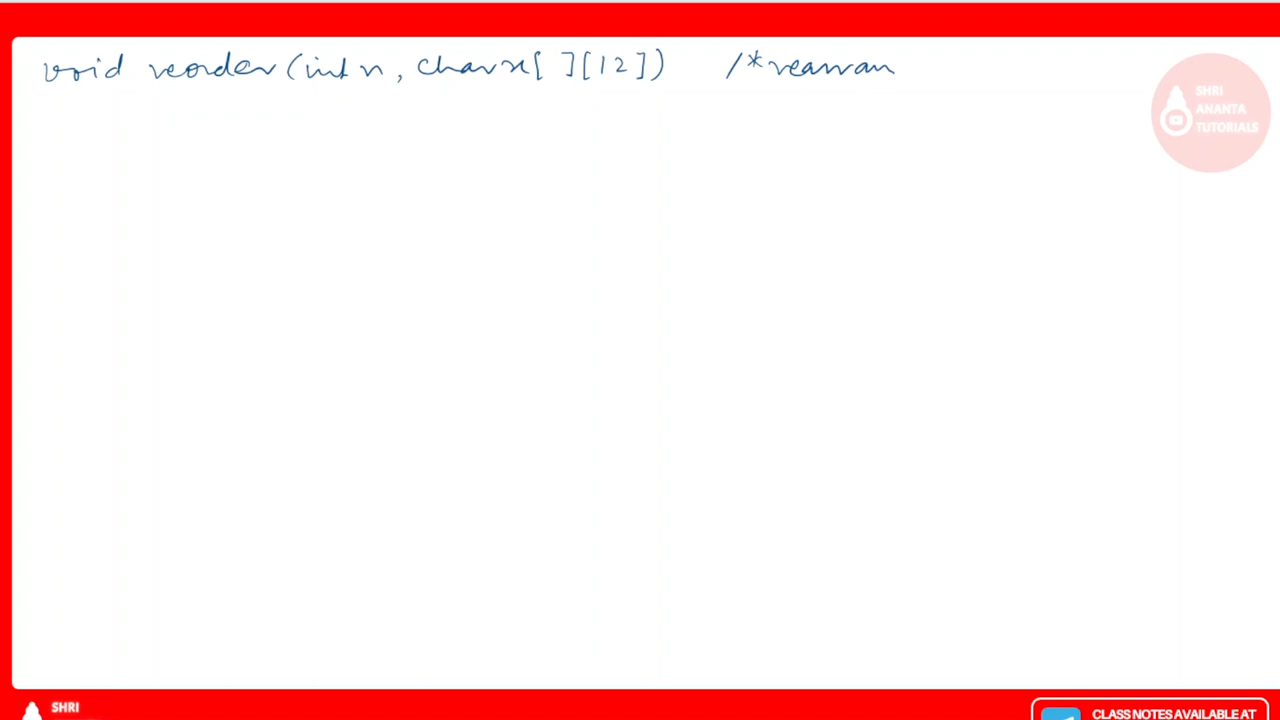 void reorder(int n, char x[ ][12]) /*rearran
SHRI
ANANTA
TUTORIALS
SHRI
CLASS NOTES AVAILABLE AT